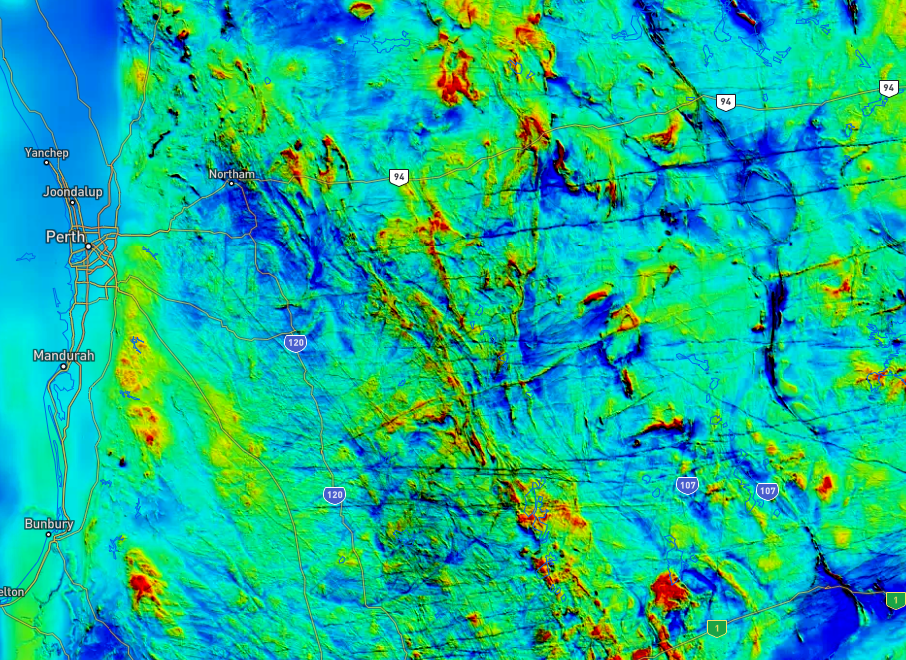 94
94
Yanchep
Northam
94
Joondalup
Perth
120
Mandurah
107
107
120
Bunbury
elton
1
1